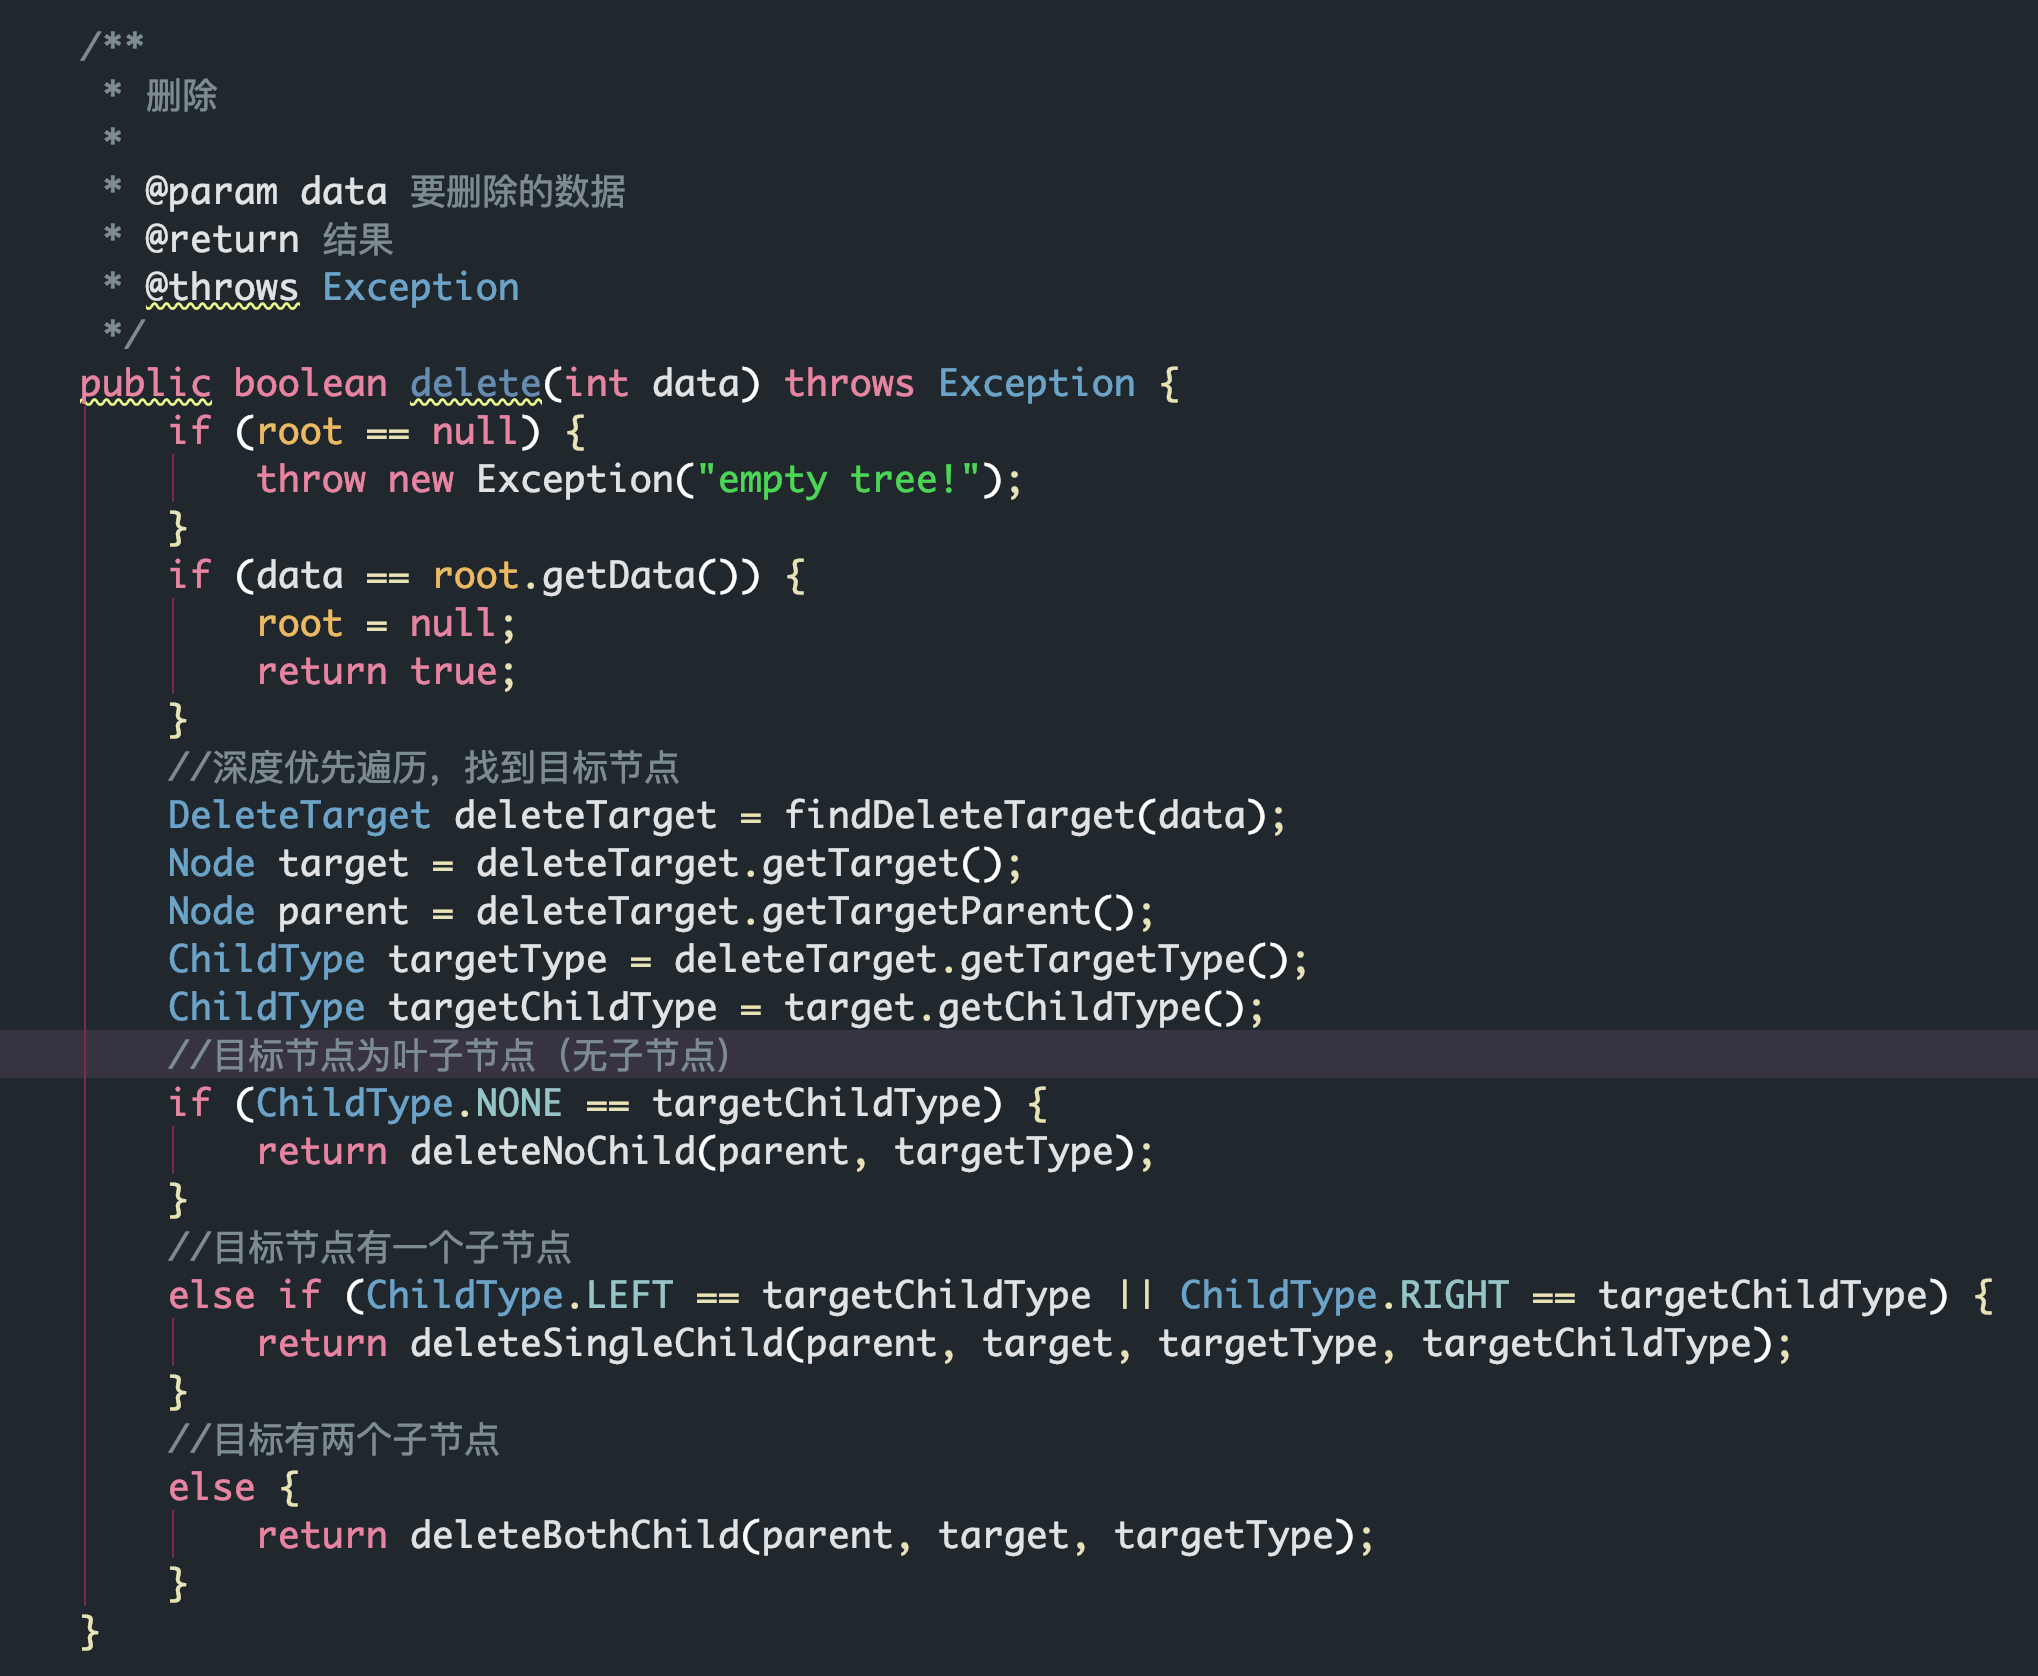 /**
 * 删除
 *
 * @param data 要删除的数据
 * @return 结果
 * @throws Exception
 */
public boolean delete(int data) throws Exception {
    if (root == null) {
        throw new Exception("empty tree!");
    }
    if (data == root.getData()) {
        root = null;
        return true;
    }
    //深度优先遍历，找到目标节点
    DeleteTarget deleteTarget = findDeleteTarget(data);
    Node target = deleteTarget.getTarget();
    Node parent = deleteTarget.getTargetParent();
    ChildType targetType = deleteTarget.getTargetType();
    ChildType targetChildType = target.getChildType();
    //目标节点为叶子节点（无子节点）
    if (ChildType.NONE == targetChildType) {
        return deleteNoChild(parent, targetType);
    }
    //目标节点有一个子节点
    else if (ChildType.LEFT == targetChildType || ChildType.RIGHT == targetChildType) {
        return deleteSingleChild(parent, target, targetType, targetChildType);
    }
    //目标有两个子节点
    else {
        return deleteBothChild(parent, target, targetType);
    }
}